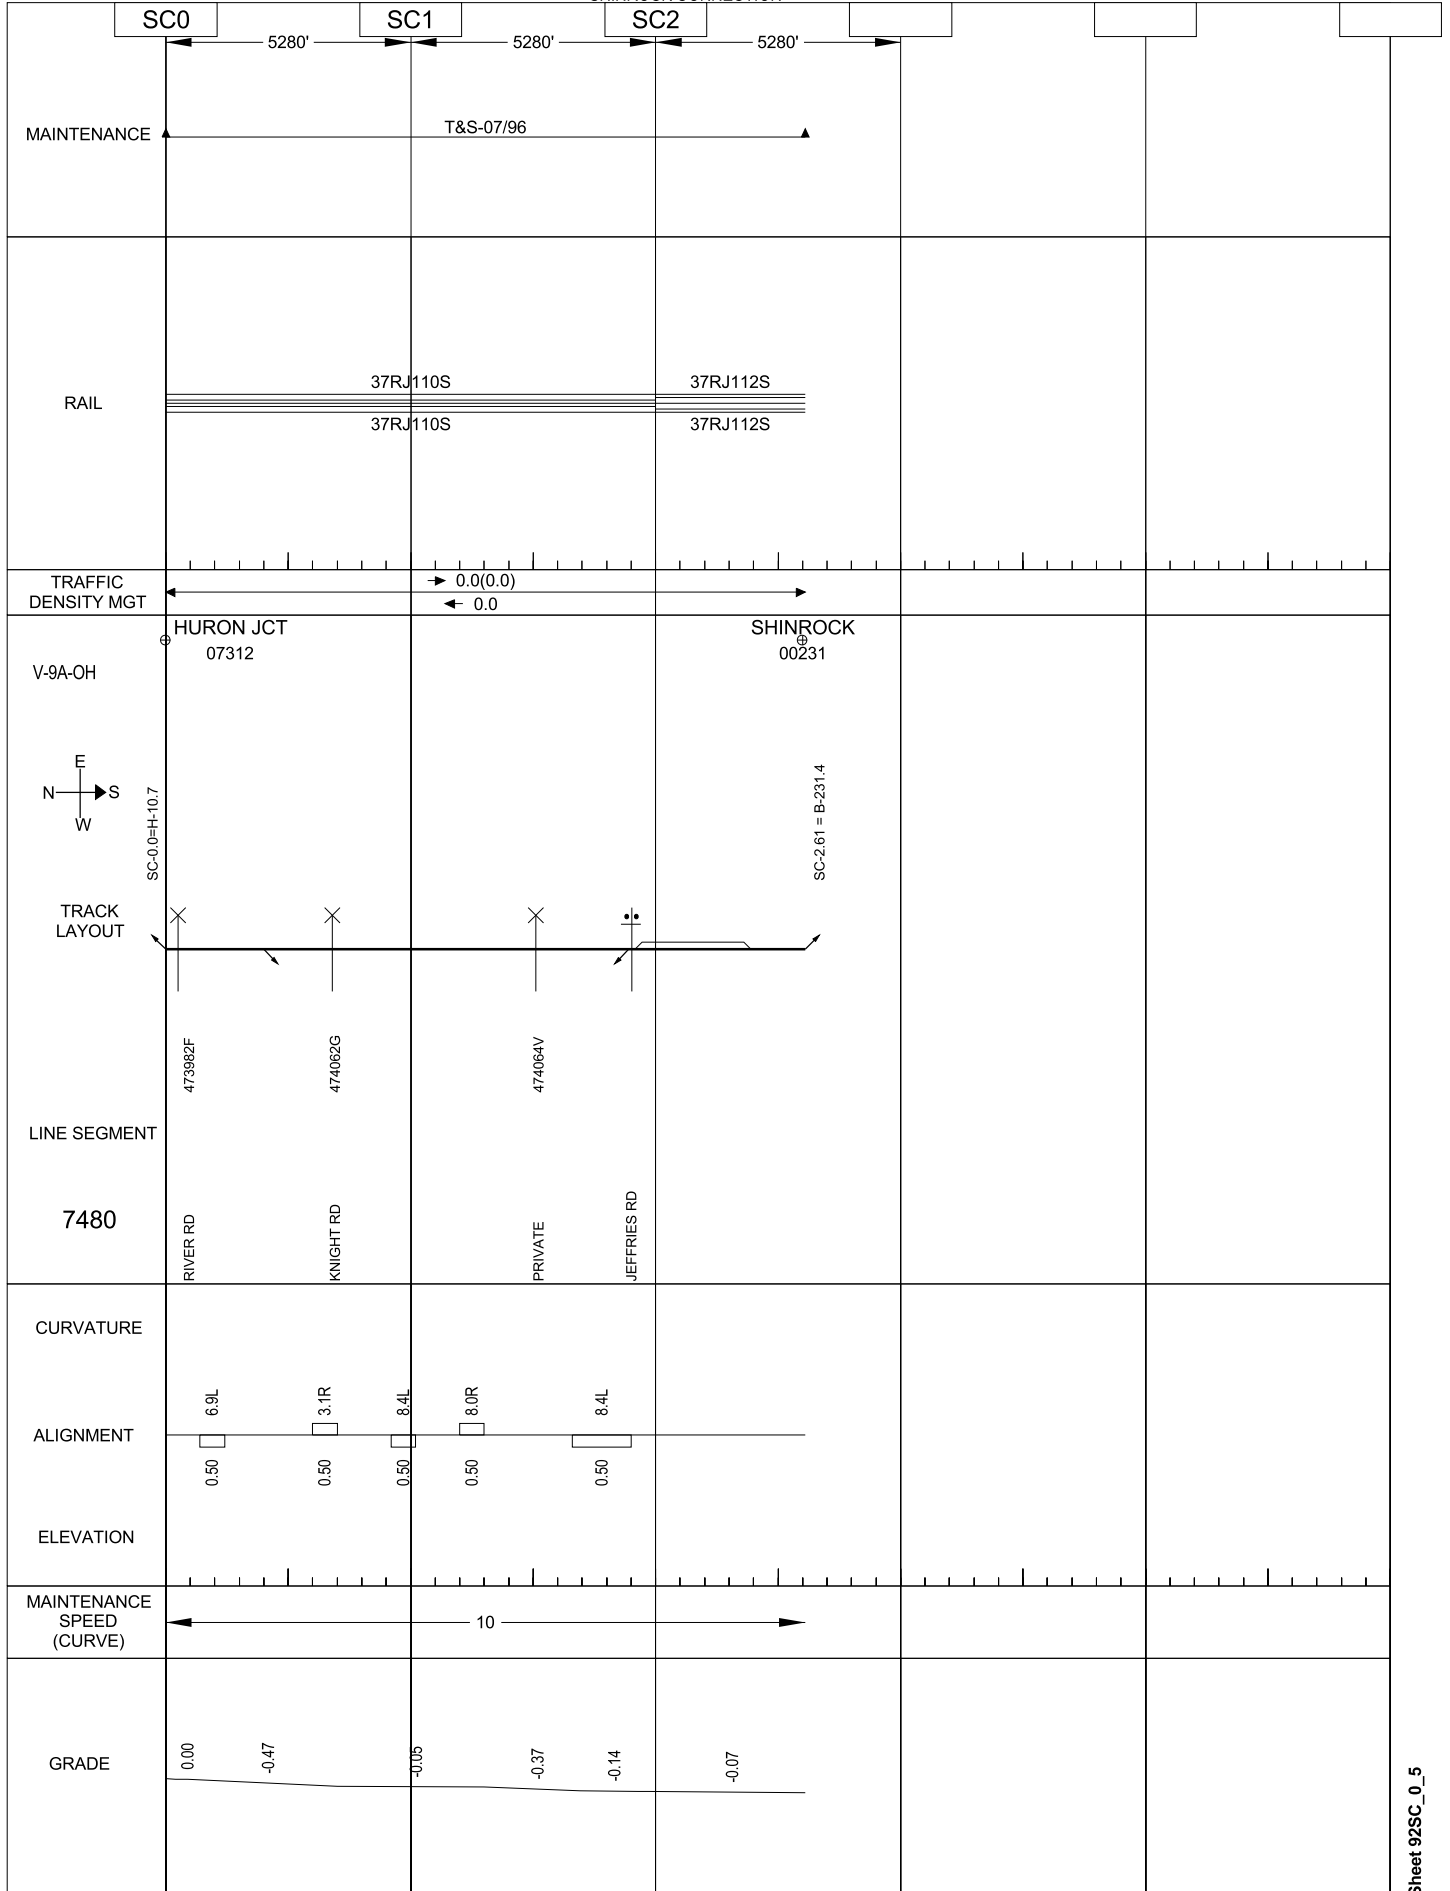 SC0 SC1 SC2
5280' 5280' 5280'
MAINTENANCE
T&S-07/96
RAIL
37RJ110S 37RJ112S
37RJ110S 37RJ112S
TRAFFIC
DENSITY MGT
0.0(0.0)
0.0
HURON JCT
07312
SHINROCK
00231
V-9A-OH
E
N S
W
SC-0.0=H-10.7
SC-2.61 = B-231.4
TRACK
LAYOUT
473982F
474062G
474064V
LINE SEGMENT
7480
RIVER RD
KNIGHT RD
PRIVATE
JEFFRIES RD
CURVATURE
6.9L 3.1R 8.4L 8.0R 8.4L
ALIGNMENT
0.50 0.50 0.50 0.50 0.50
ELEVATION
MAINTENANCE
SPEED
(CURVE)
10
GRADE
0.00 -0.47 -0.05 -0.37 -0.14 -0.07
Sheet 92SC_0_5